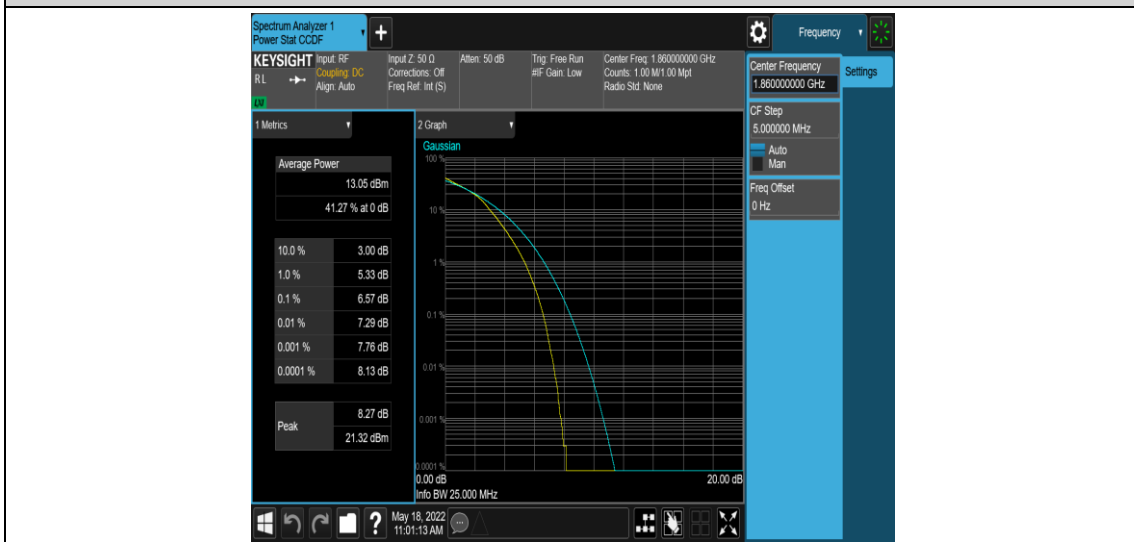 Spectrum Analyzer 1
Power Stat CCDF
+
Frequency
KEYSIGHT
RL
LXI
Input: RF
Coupling: DC
Align: Auto
Input Z: 50 Ω
Corrections: Off
Freq Ref: Int (S)
Atten: 50 dB
Trig: Free Run
#IF Gain: Low
Center Freq: 1.860000000 GHz
Counts: 1.00 M/1.00 Mpt
Radio Std: None
Center Frequency
1.860000000 GHz
Settings
CF Step
5.000000 MHz
Auto
Man
Freq Offset
0 Hz
1 Metrics
Average Power
13.05 dBm
41.27 % at 0 dB
10.0 % 3.00 dB
1.0 % 5.33 dB
0.1 % 6.57 dB
0.01 % 7.29 dB
0.001 % 7.76 dB
0.0001 % 8.13 dB
Peak
8.27 dB
21.32 dBm
2 Graph
Gaussian
100 %
10 %
1 %
0.1 %
0.01 %
0.001 %
0.0001 %
0.00 dB 20.00 dB
Info BW 25.000 MHz
?
May 18, 2022
11:01:13 AM